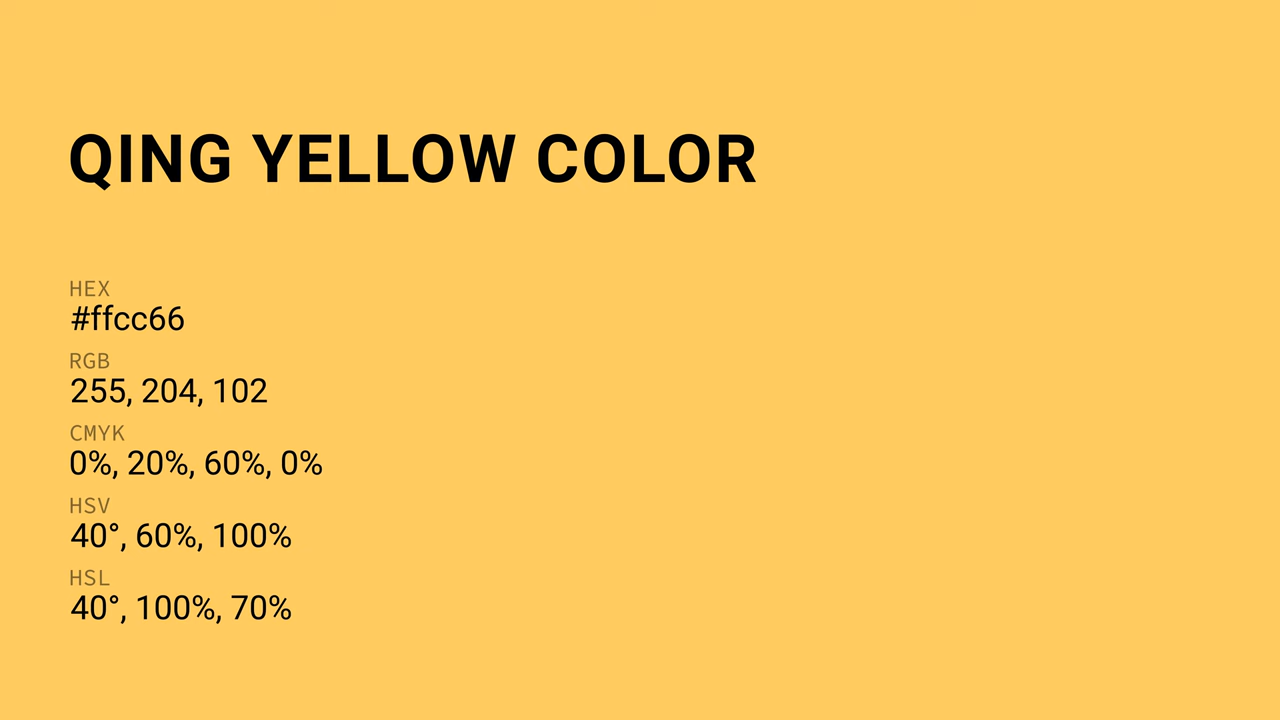 QING YELLOW COLOR
HEX
#ffcc66
RGB
255, 204, 102
CMYK
0%, 20%, 60%, 0%
HSV
40°, 60%, 100%
HSL
40°, 100%, 70%